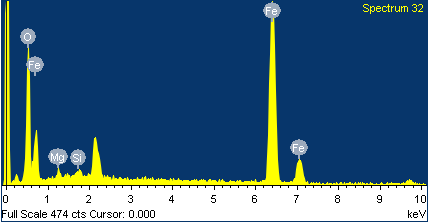 Spectrum 32
Fe
O
Fe
Fe
Mg
Si
0 1 2 3 4 5 6 7 8 9 10
Full Scale 474 cts Cursor: 0.000 keV